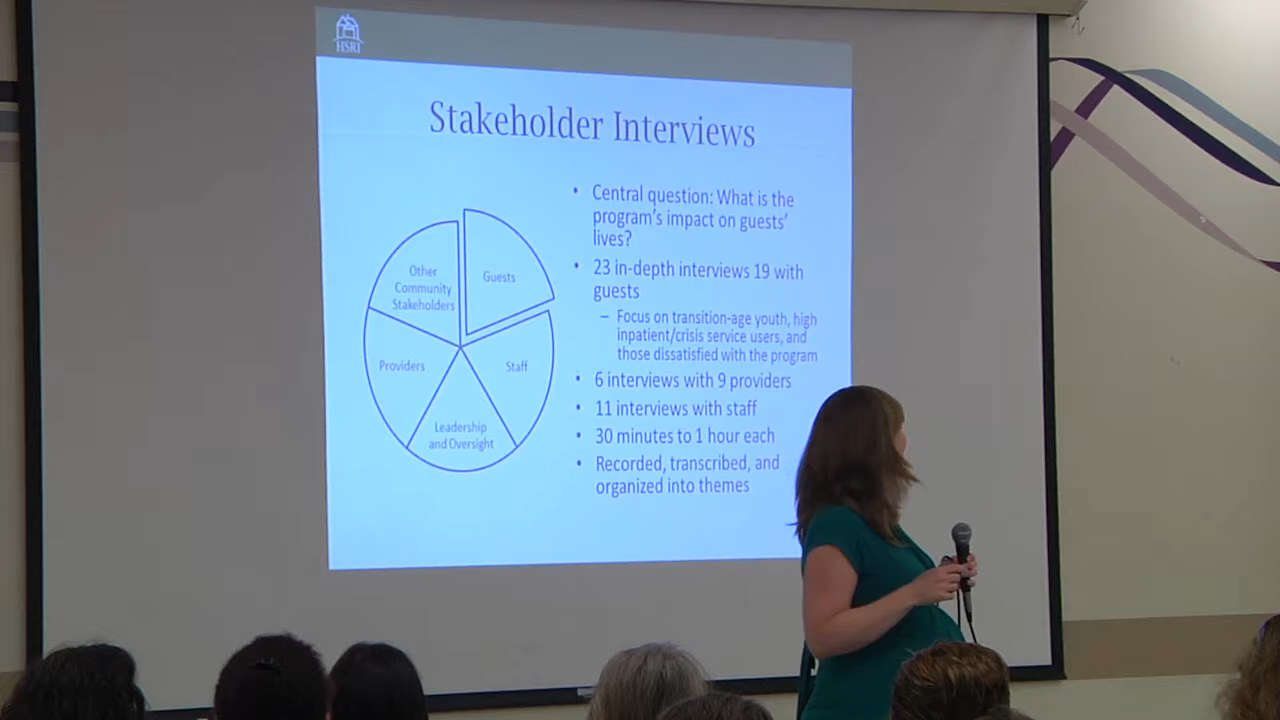 HSRI
Stakeholder Interviews
Other
Community
Stakeholders
Guests
Providers
Staff
Leadership
and Oversight
• Central question: What is the
program's impact on guests'
lives?
• 23 in-depth interviews 19 with
guests
– Focus on transition-age youth, high
inpatient/crisis service users, and
those dissatisfied with the program
• 6 interviews with 9 providers
• 11 interviews with staff
• 30 minutes to 1 hour each
• Recorded, transcribed, and
organized into themes